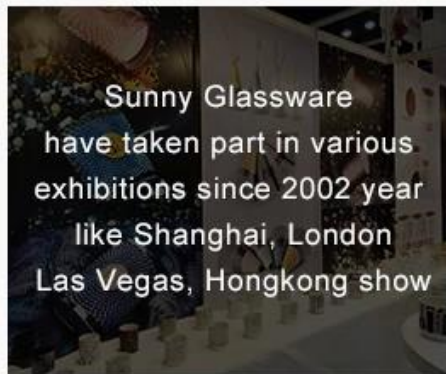 Sunny Glassware
have taken part in various
exhibitions since 2002 year
like Shanghai, London
Las Vegas, Hongkong show